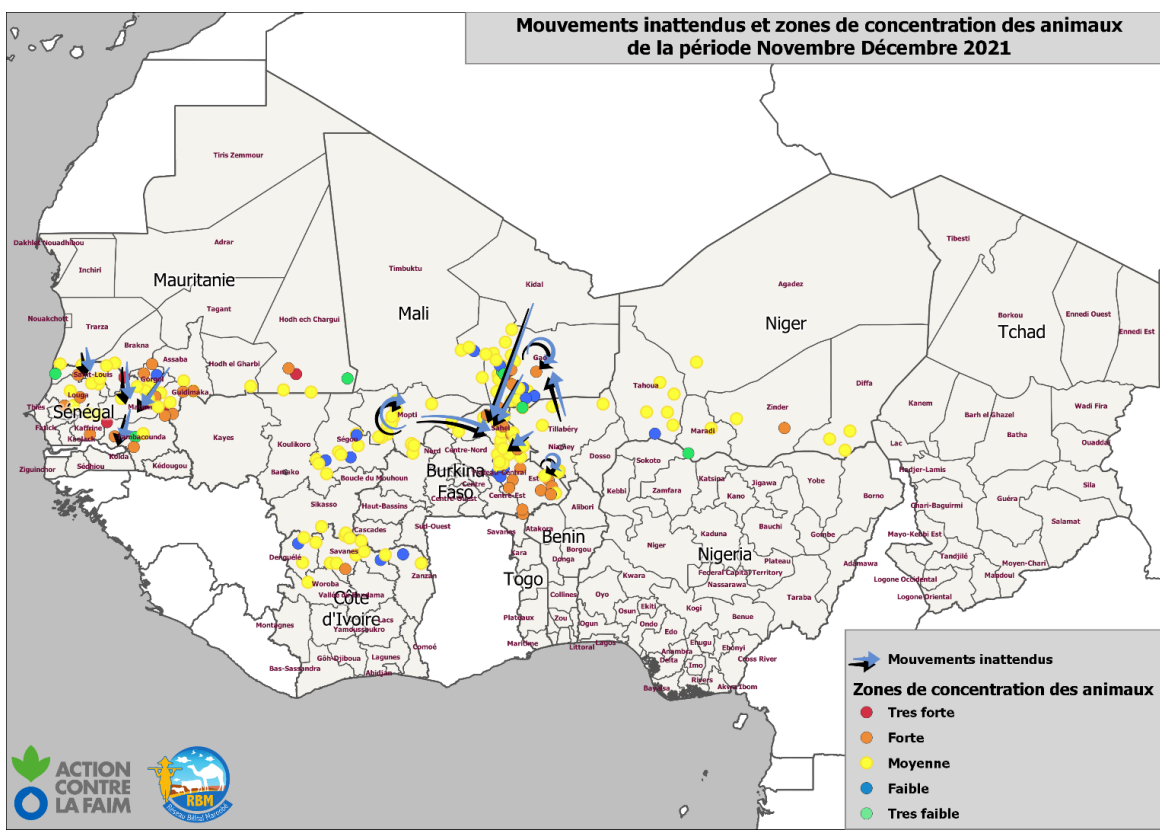 Mouvements inattendus et zones de concentration des animaux
de la période Novembre Décembre 2021
Tiris Zemmour
Dakhlet Nouadhibou
Adrar
Inchiri
Mauritanie
Timbuktu
Kidal
Tibesti
Agadez
Nouakchott
Tagant
Trarza
Hodh ech Chargui
Mali
Niger
Borkou
Tchad
Ennedi Ouest
Ennedi Est
Brakna
Assaba
Hodh el Gharbi
Gao
Saint-Louis
Gorgol
Guidimaka
Tahoua
Diffa
Louga
Thies
Matam
Sénégal
Fatick
Kaffrine
Kaolack
Tambacounda
Mopti
Sahel
Tillabéry
Zinder
Maradi
Kanem
Barh el Ghazel
Wadi Fira
Batha
Ouaddaï
Lac
Kayes
Koulikoro
Ségou
Nord
Centre-Nord
Niamey
Dosso
Sokoto
Kolda
Ziguinchor
Sédhiou
Kédougou
Bamako
Boucle du Mouhoun
Burkina
Faso
Centre
Est
Centre-Est
Kebbi
Zamfara
Katsina
Kano
Jigawa
Yobe
Borno
Hadjer-Lamis
Chari-Baguirmi
Guéra
Sila
Salamat
Sikasso
Haut-Bassins
Sud-Ouest
Cascades
Savanes
Atakora
Alibori
Benin
Borgou
Donga
Kara
Niger
Kaduna
Bauchi
Gombe
Nigeria
Adamawa
Mayo-Kebbi Est
Tandjilé
Moyen-Chari
Mandoul
Logone Occidental
Logone Oriental
Denguélé
Savanes
Zanzan
Woroba
Côte
d'Ivoire
Lacs
Yamoussoukro
Togo
Collines
Kwara
Federal Capital Territory
Nassarawa
Plateau
Taraba
Oyo
Osun
Ekiti
Kogi
Benue
Montagnes
Comoé
Plateaux
Zou
Ogun
Ondo
Edo
Enugu
Ebonyi
Cross River
Gôh-Djiboua
Lagunes
Bas-Sassandra
Abidjan
Maritime
Littoral
Lagos
Anambra
Delta
Imo
Bayelsa
Rivers
Akwa Ibom
Mouvements inattendus
Zones de concentration des animaux
Tres forte
Forte
Moyenne
Faible
Tres faible
ACTION
CONTRE
LA FAIM
RBM